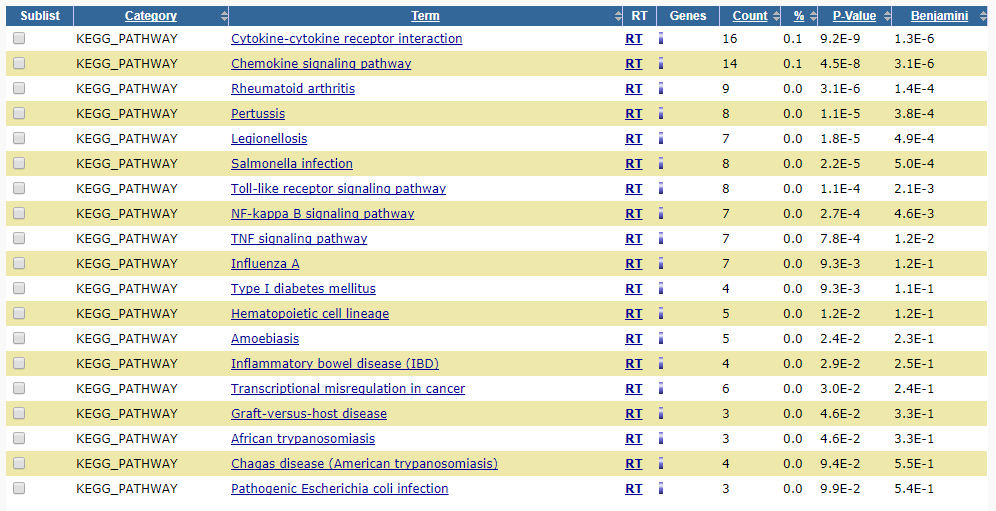 Sublist Category Term RT Genes Count % P-Value Benjamini
KEGG_PATHWAY Cytokine-cytokine receptor interaction RT 16 0.1 9.2E-9 1.3E-6
KEGG_PATHWAY Chemokine signaling pathway RT 14 0.1 4.5E-8 3.1E-6
KEGG_PATHWAY Rheumatoid arthritis RT 9 0.0 3.1E-6 1.4E-4
KEGG_PATHWAY Pertussis RT 8 0.0 1.1E-5 3.8E-4
KEGG_PATHWAY Legionellosis RT 7 0.0 1.8E-5 4.9E-4
KEGG_PATHWAY Salmonella infection RT 8 0.0 2.2E-5 5.0E-4
KEGG_PATHWAY Toll-like receptor signaling pathway RT 8 0.0 1.1E-4 2.1E-3
KEGG_PATHWAY NF-kappa B signaling pathway RT 7 0.0 2.7E-4 4.6E-3
KEGG_PATHWAY TNF signaling pathway RT 7 0.0 7.8E-4 1.2E-2
KEGG_PATHWAY Influenza A RT 7 0.0 9.3E-3 1.2E-1
KEGG_PATHWAY Type I diabetes mellitus RT 4 0.0 9.3E-3 1.1E-1
KEGG_PATHWAY Hematopoietic cell lineage RT 5 0.0 1.2E-2 1.2E-1
KEGG_PATHWAY Amoebiasis RT 5 0.0 2.4E-2 2.3E-1
KEGG_PATHWAY Inflammatory bowel disease (IBD) RT 4 0.0 2.9E-2 2.5E-1
KEGG_PATHWAY Transcriptional misregulation in cancer RT 6 0.0 3.0E-2 2.4E-1
KEGG_PATHWAY Graft-versus-host disease RT 3 0.0 4.6E-2 3.3E-1
KEGG_PATHWAY African trypanosomiasis RT 3 0.0 4.6E-2 3.3E-1
KEGG_PATHWAY Chagas disease (American trypanosomiasis) RT 4 0.0 9.4E-2 5.5E-1
KEGG_PATHWAY Pathogenic Escherichia coli infection RT 3 0.0 9.9E-2 5.4E-1